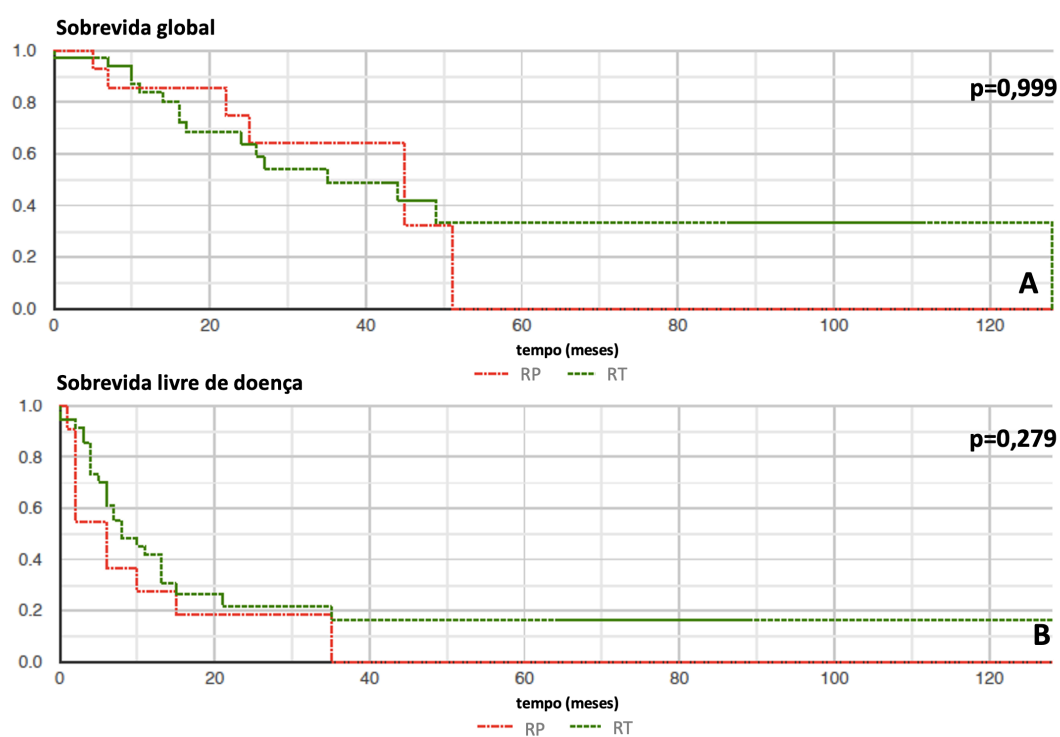 Sobrevida global
1.0
p=0,999
0.8
0.6
0.4
0.2
A
0.0
0 20 40 60 80 100 120
tempo (meses)
RP RT
Sobrevida livre de doença
1.0
p=0,279
0.8
0.6
0.4
0.2
B
0.0
0 20 40 60 80 100 120
tempo (meses)
RP RT